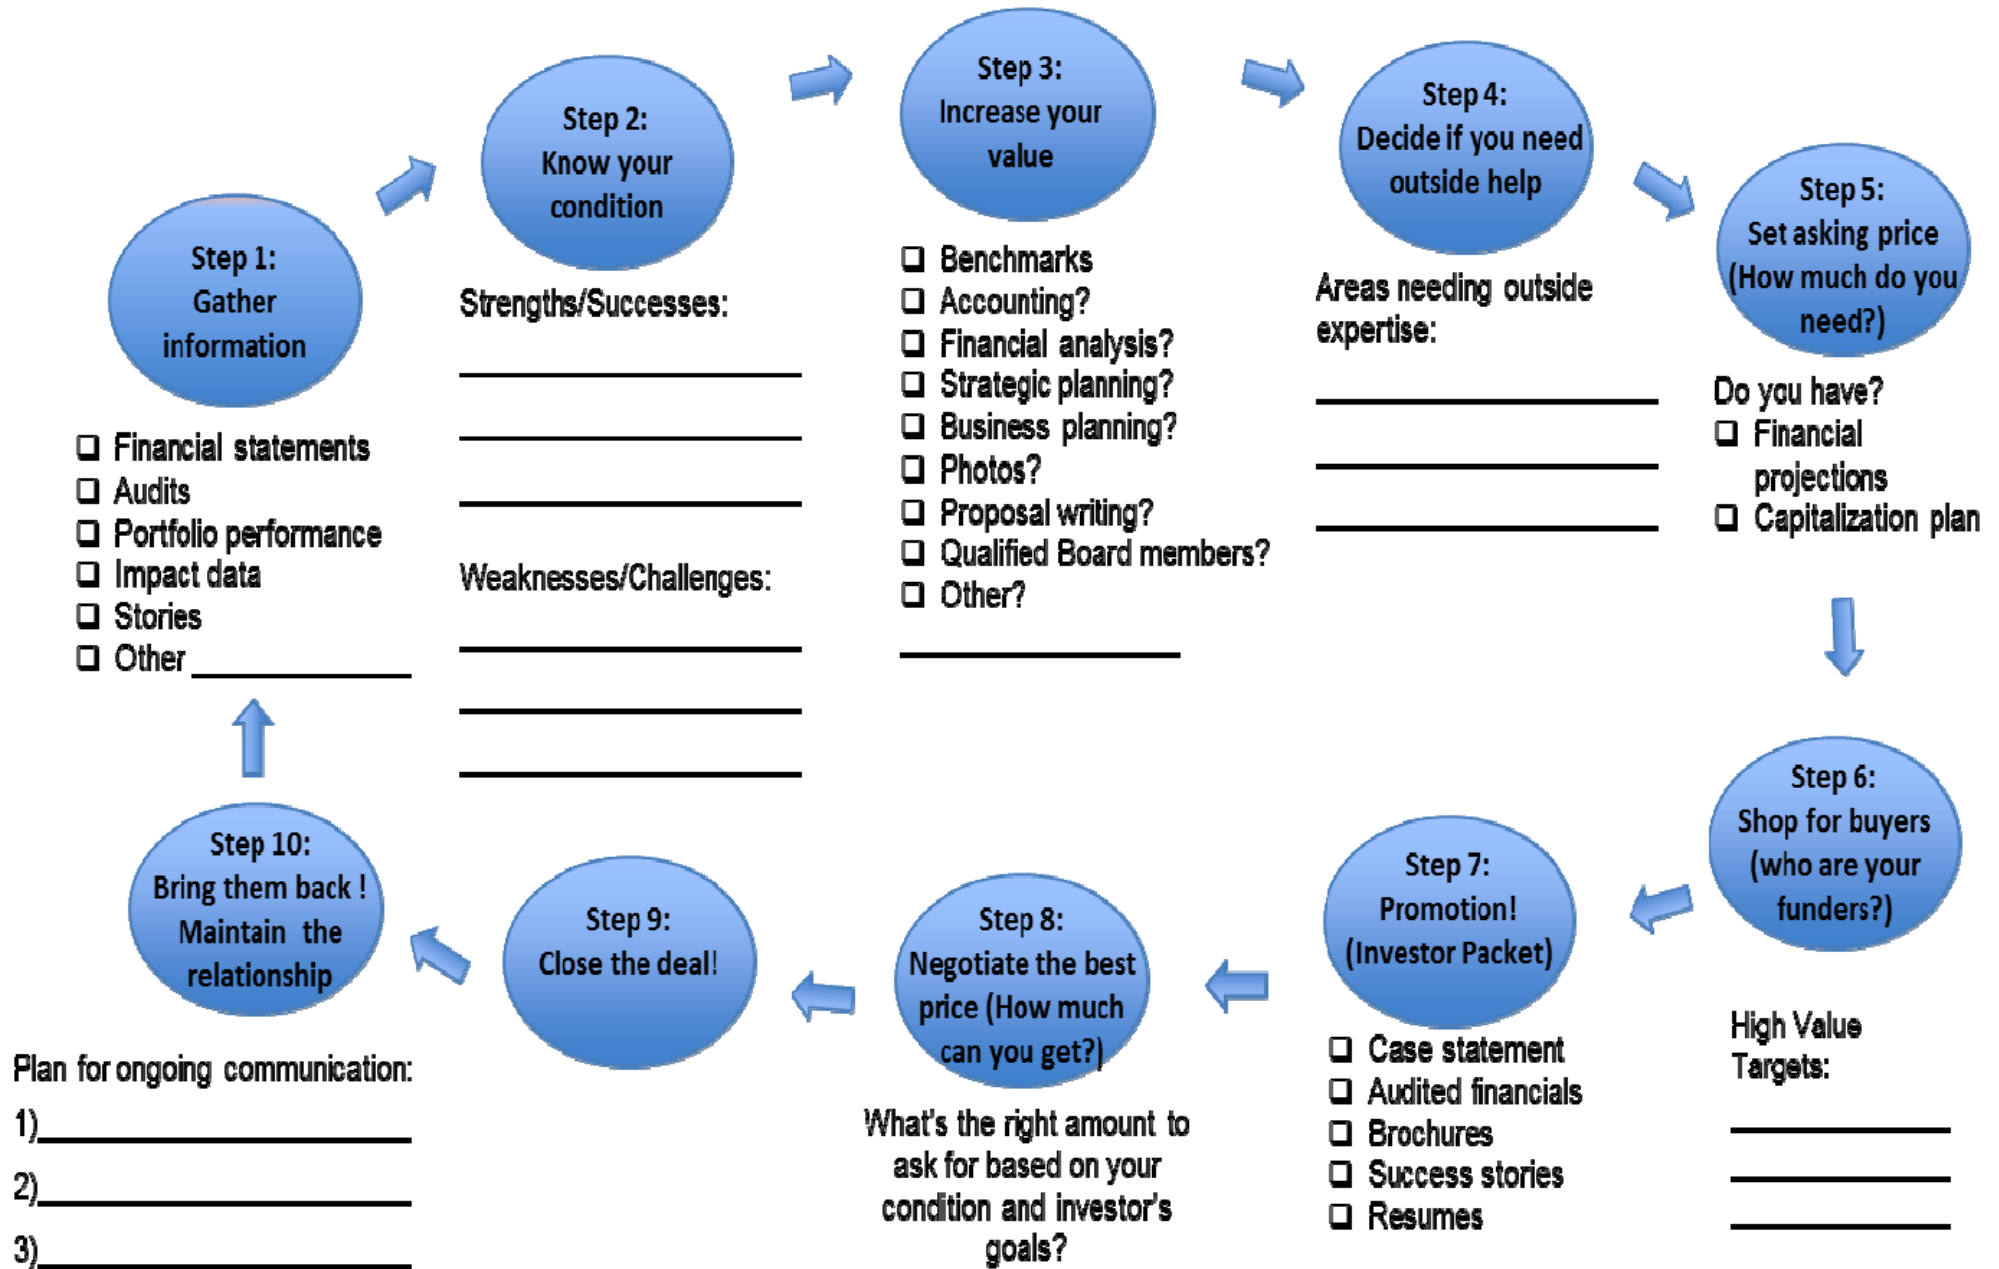 Step 1:
Gather
information
❑ Financial statements
❑ Audits
❑ Portfolio performance
❑ Impact data
❑ Stories
❑ Other ______________
Step 2:
Know your
condition
Strengths/Successes:
Weaknesses/Challenges:
Step 3:
Increase your
value
❑ Benchmarks
❑ Accounting?
❑ Financial analysis?
❑ Strategic planning?
❑ Business planning?
❑ Photos?
❑ Proposal writing?
❑ Qualified Board members?
❑ Other?
Step 4:
Decide if you need
outside help
Areas needing outside
expertise:
Step 5:
Set asking price
(How much do you
need?)
Do you have?
❑ Financial
projections
❑ Capitalization plan
Step 6:
Shop for buyers
(who are your
funders?)
High Value
Targets:
Step 7:
Promotion!
(Investor Packet)
❑ Case statement
❑ Audited financials
❑ Brochures
❑ Success stories
❑ Resumes
Step 8:
Negotiate the best
price (How much
can you get?)
What's the right amount to
ask for based on your
condition and investor's
goals?
Step 9:
Close the deal!
Step 10:
Bring them back !
Maintain the
relationship
Plan for ongoing communication:
1)______________
2)______________
3)______________